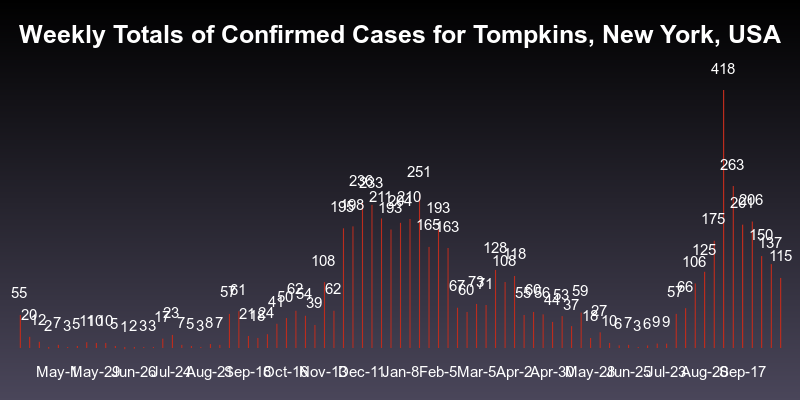 Weekly Totals of Confirmed Cases for Tompkins, New York, USA
418
263
251
236
233
195 198 211 193 204 210 165 193 163 175 201 206
108 128 108 118 106 125 150 137 115
55 20 12 2 7 3 5 11 10 10 5 1 2 3 3 17 23 7 5 3 8 7 57 61 21 18 24 41 50 62 54 39 62 67 60 73 71 55 66 44 53 37 59 18 27 10 6 7 3 6 9 9 57 66
May-1 May-29 Jun-26 Jul-24 Aug-21 Sep-18 Oct-16 Nov-13 Dec-11 Jan-8 Feb-5 Mar-5 Apr-2 Apr-30 May-28 Jun-25 Jul-23 Aug-20 Sep-17